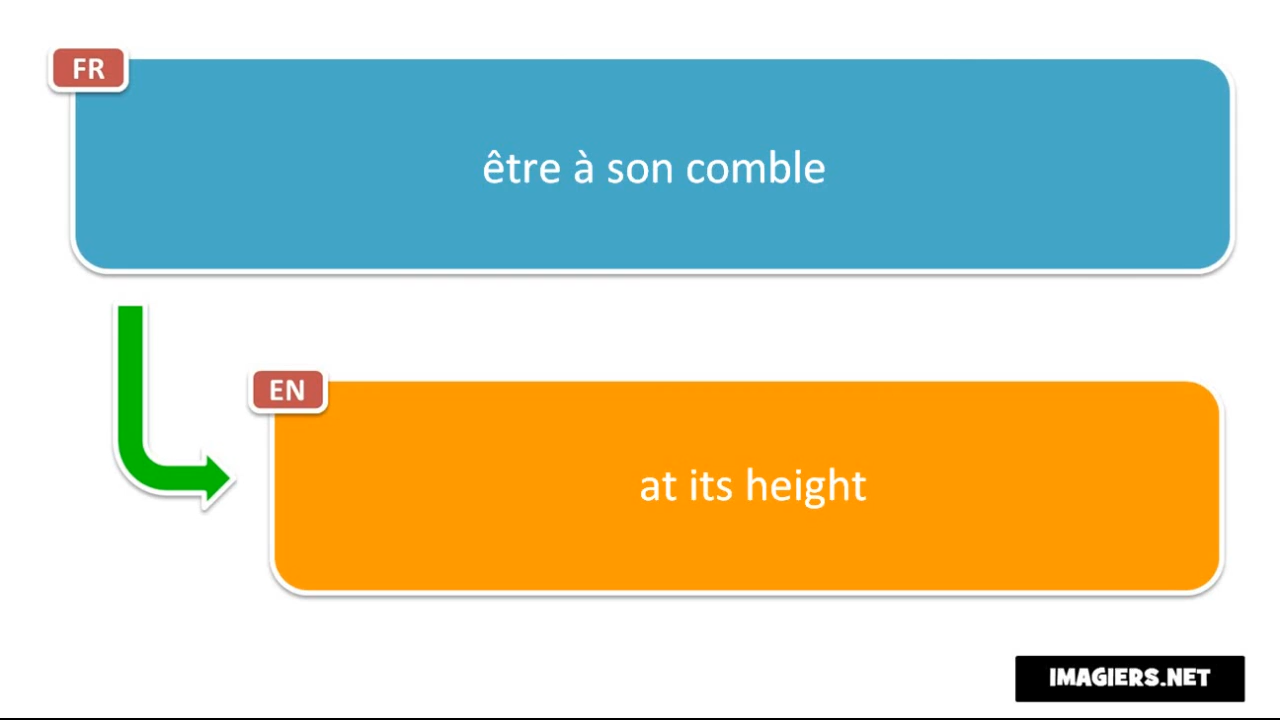 FR
être à son comble
EN
at its height
IMAGIERS.NET